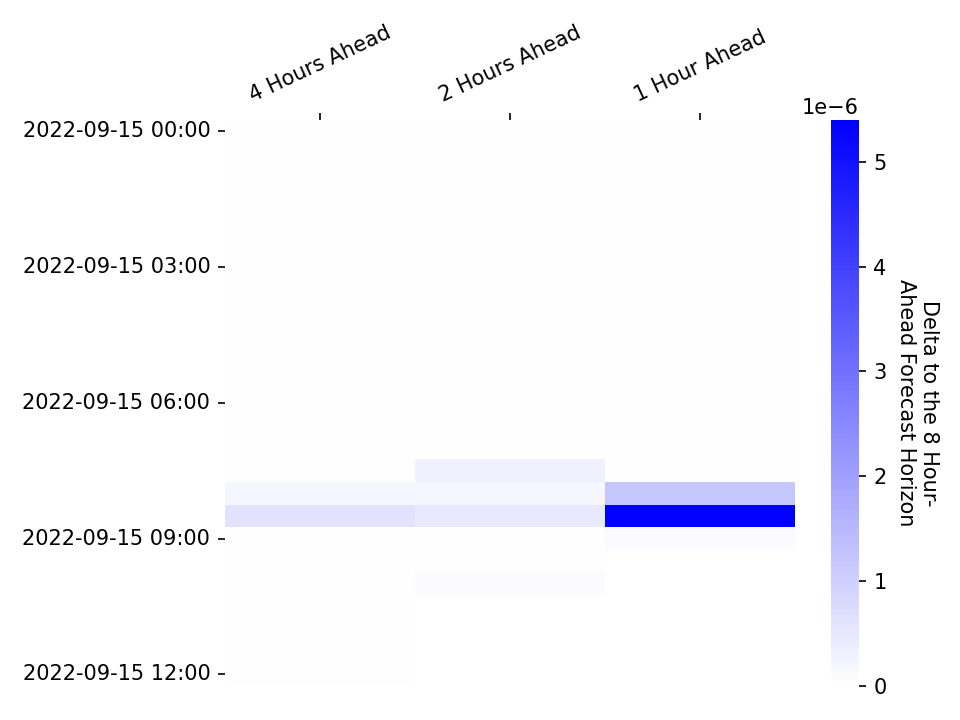 4 Hours Ahead
2 Hours Ahead
1 Hour Ahead
2022-09-15 00:00
2022-09-15 03:00
2022-09-15 06:00
2022-09-15 09:00
2022-09-15 12:00
1e−6
5
4
3
2
1
0
Delta to the 8 Hour-
Ahead Forecast Horizon